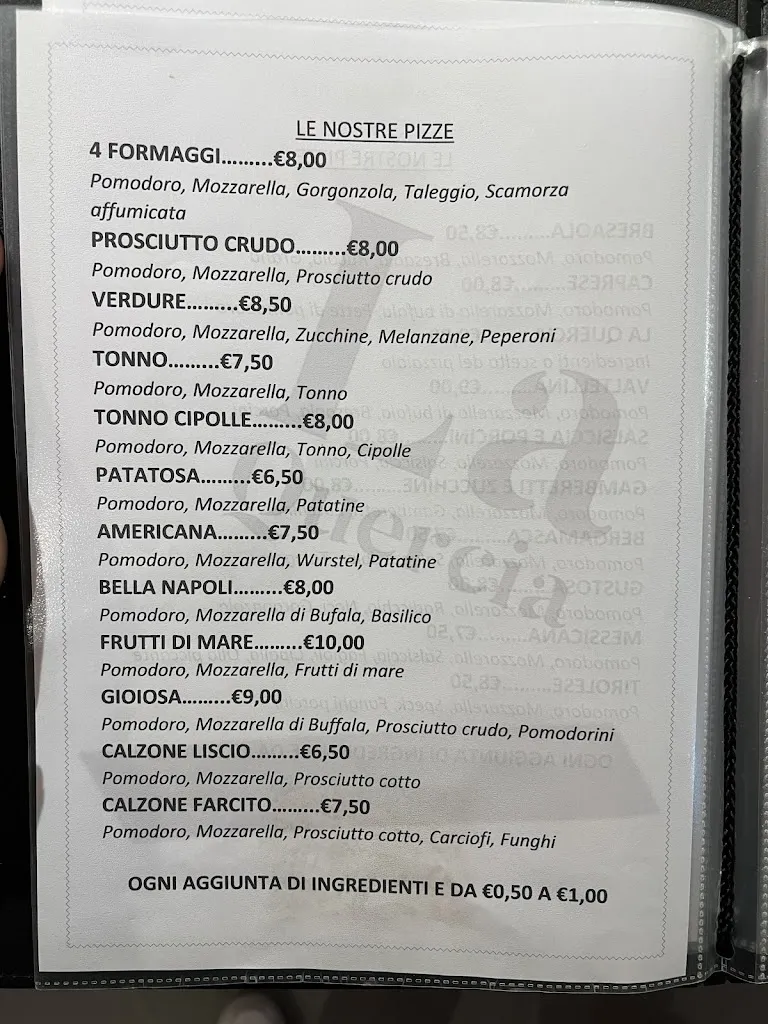 LE NOSTRE PIZZE
4 FORMAGGI.........€8,00
Pomodoro, Mozzarella, Gorgonzola, Taleggio, Scamorza
affumicata
PROSCIUTTO CRUDO.........€8,00
Pomodoro, Mozzarella, Prosciutto crudo
VERDURE.........€8,50
Pomodoro, Mozzarella, Zucchine, Melanzane, Peperoni
TONNO.........€7,50
Pomodoro, Mozzarella, Tonno
TONNO CIPOLLE.........€8,00
Pomodoro, Mozzarella, Tonno, Cipolle
PATATOSA.........€6,50
Pomodoro, Mozzarella, Patatine
AMERICANA.........€7,50
Pomodoro, Mozzarella, Wurstel, Patatine
BELLA NAPOLI.........€8,00
Pomodoro, Mozzarella di Bufala, Basilico
FRUTTI DI MARE.........€10,00
Pomodoro, Mozzarella, Frutti di mare
GIOIOSA.........€9,00
Pomodoro, Mozzarella di Buffala, Prosciutto crudo, Pomodorini
CALZONE LISCIO.........€6,50
Pomodoro, Mozzarella, Prosciutto cotto
CALZONE FARCITO.........€7,50
Pomodoro, Mozzarella, Prosciutto cotto, Carciofi, Funghi
OGNI AGGIUNTA DI INGREDIENTI E DA €0,50 A €1,00
La
Quercia